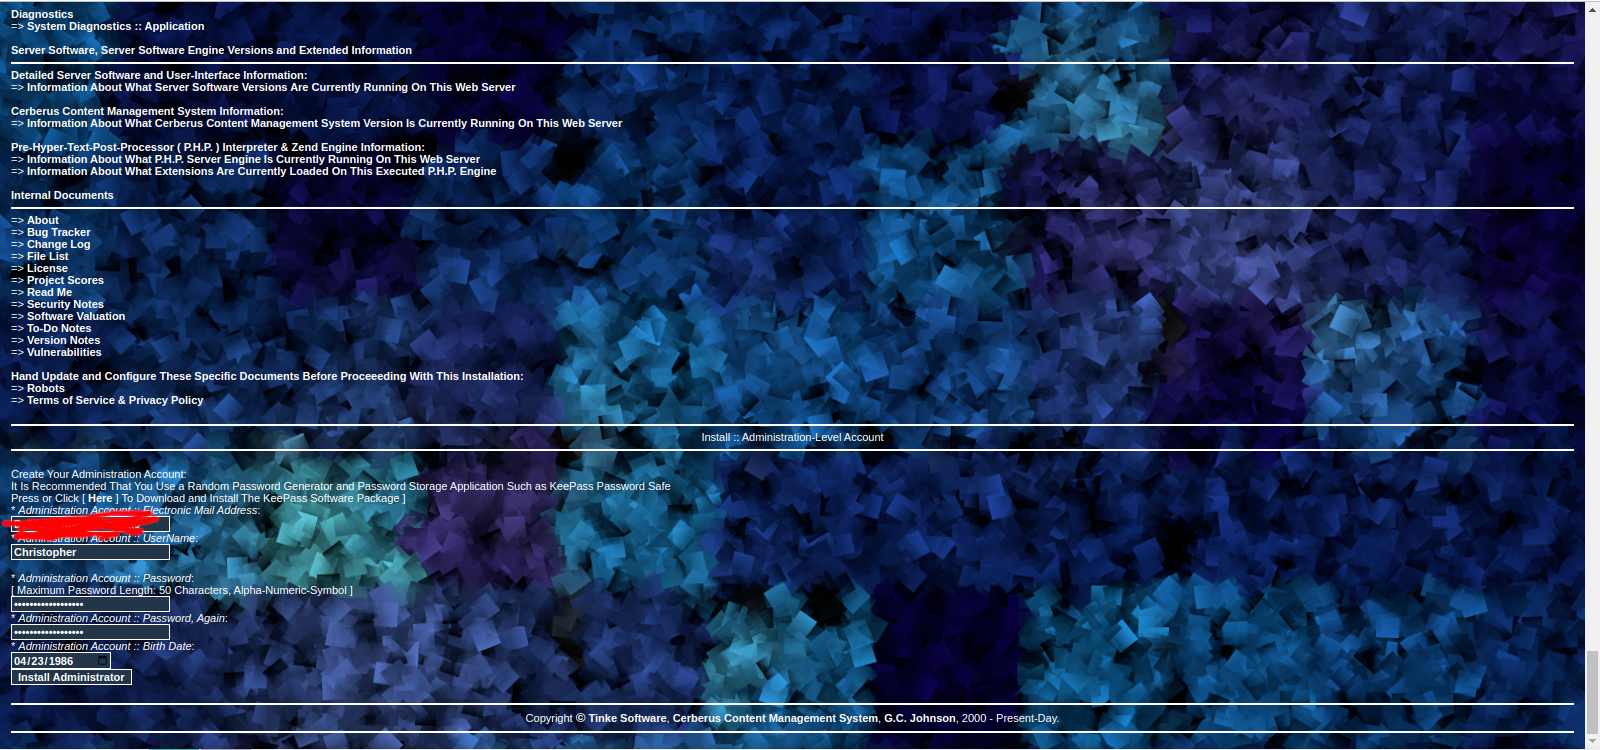 Diagnostics
=> System Diagnostics :: Application
Server Software, Server Software Engine Versions and Extended Information
Detailed Server Software and User-Interface Information:
=> Information About What Server Software Versions Are Currently Running On This Web Server
Cerberus Content Management System Information:
=> Information About What Cerberus Content Management System Version Is Currently Running On This Web Server
Pre-Hyper-Text-Post-Processor ( P.H.P. ) Interpreter & Zend Engine Information:
=> Information About What P.H.P. Server Engine Is Currently Running On This Web Server
=> Information About What Extensions Are Currently Loaded On This Executed P.H.P. Engine
Internal Documents
=> About
=> Bug Tracker
=> Change Log
=> File List
=> License
=> Project Scores
=> Read Me
=> Security Notes
=> Software Valuation
=> To-Do Notes
=> Version Notes
=> Vulnerabilities
Hand Update and Configure These Specific Documents Before Proceeeding With This Installation:
=> Robots
=> Terms of Service & Privacy Policy
Install :: Administration-Level Account
Create Your Administration Account:
It Is Recommended That You Use a Random Password Generator and Password Storage Application Such as KeePass Password Safe
Press or Click [ Here ] To Download and Install The KeePass Software Package ]
* Administration Account :: Electronic Mail Address:
* Administration Account :: UserName:
Christopher
* Administration Account :: Password:
[ Maximum Password Length: 50 Characters, Alpha-Numeric-Symbol ]
••••••••••••••••••
* Administration Account :: Password, Again:
••••••••••••••••••
* Administration Account :: Birth Date:
04/23/1986
Install Administrator
Copyright © Tinke Software, Cerberus Content Management System, G.C. Johnson, 2000 - Present-Day.